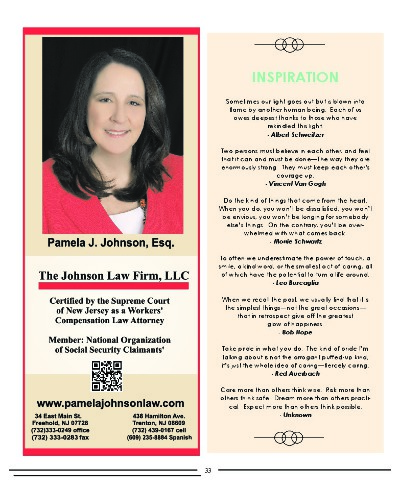 Pamela J. Johnson, Esq.
The Johnson Law Firm, LLC
Certified by the Supreme Court
of New Jersey as a Workers'
Compensation Law Attorney
Member: National Organization
of Social Security Claimants'
www.pamelajohnsonlaw.com
34 East Main St.
Freehold, NJ 07728
(732)333-0249 office
(732) 333-0283 fax
436 Hamilton Ave.
Trenton, NJ 08609
(732) 439-0167 cell
(609) 235-8884 Spanish
INSPIRATION
Sometimes our light goes out but is blown into
flame by another human being. Each of us
owes deepest thanks to those who have
rekindled this light.
- Albert Schweitzer
Two persons must believe in each other, and feel
that it can and must be done—the way they are
enormously strong. They must keep each other's
courage up.
- Vincent Van Gogh
Do the kind of things that come from the heart.
When you do, you won't be dissatisfied, you won't
be envious, you won't be longing for somebody
else's things. On the contrary, you'll be over-
whelmed with what comes back.
- Morrie Schwartz
To often we underestimate the power of touch, a
smile, a kind word, or the smallest act of caring, all
of which have the potential to turn a life around.
- Leo Buscaglia
When we recall the past, we usually find that it is
the simplest things—not the great occasions—
that in retrospect give off the greatest
glow of happiness.
- Bob Hope
Take pride in what you do. The kind of pride I'm
talking about is not the arrogant puffed-up kind,
it's just the whole idea of caring—fiercely caring.
- Red Auerbach
Care more than others think wise. Risk more than
others think safe. Dream more than others practi-
cal. Expect more than others think possible.
- Unknown
33